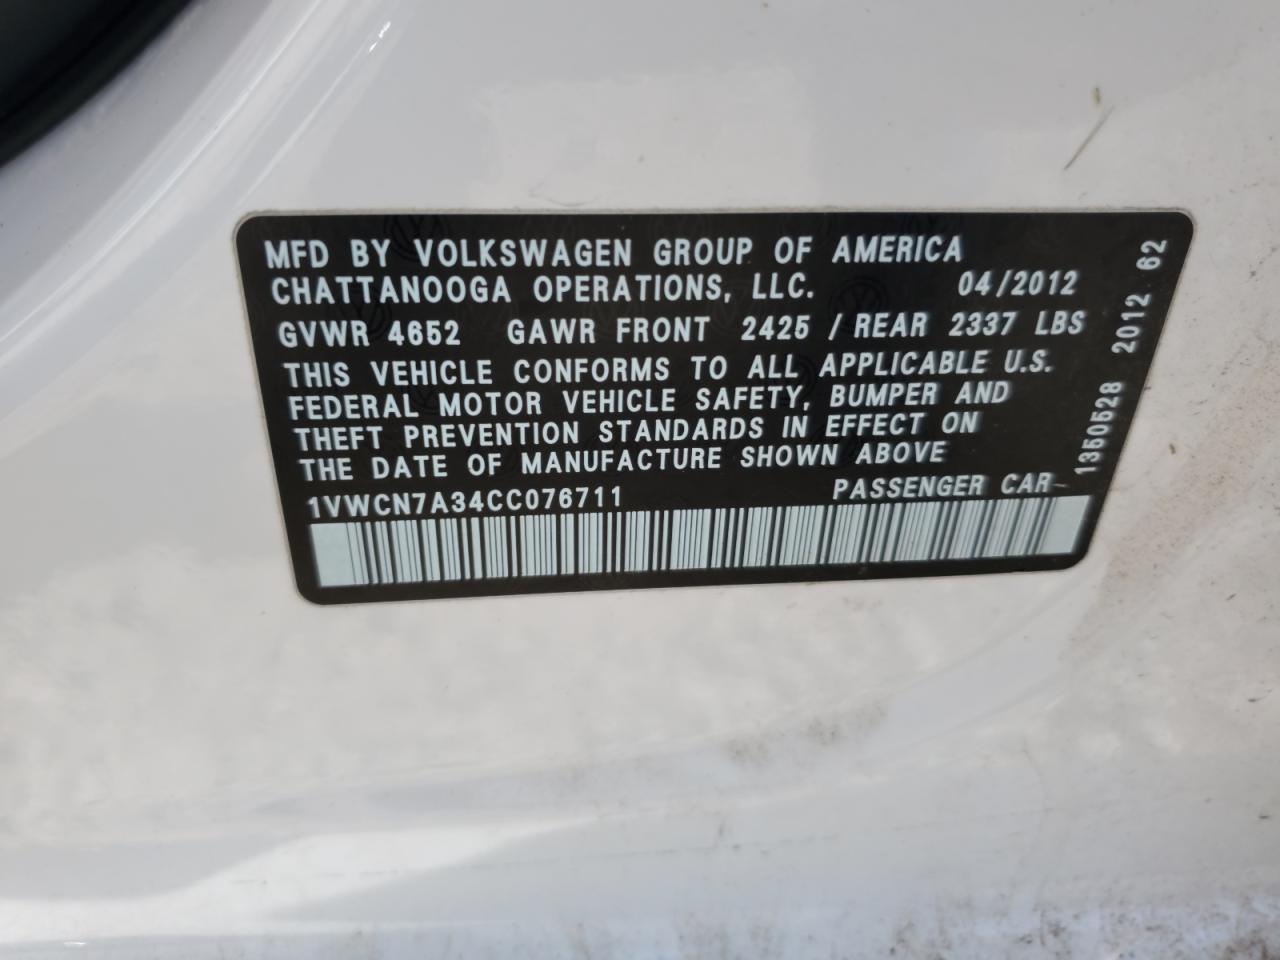 MFD BY VOLKSWAGEN GROUP OF AMERICA
CHATTANOOGA OPERATIONS, LLC. 04/2012
GVWR 4652 GAWR FRONT 2425 / REAR 2337 LBS
THIS VEHICLE CONFORMS TO ALL APPLICABLE U.S.
FEDERAL MOTOR VEHICLE SAFETY, BUMPER AND
THEFT PREVENTION STANDARDS IN EFFECT ON
THE DATE OF MANUFACTURE SHOWN ABOVE
1VWCN7A34CC076711 PASSENGER CAR
1350528 2012 62